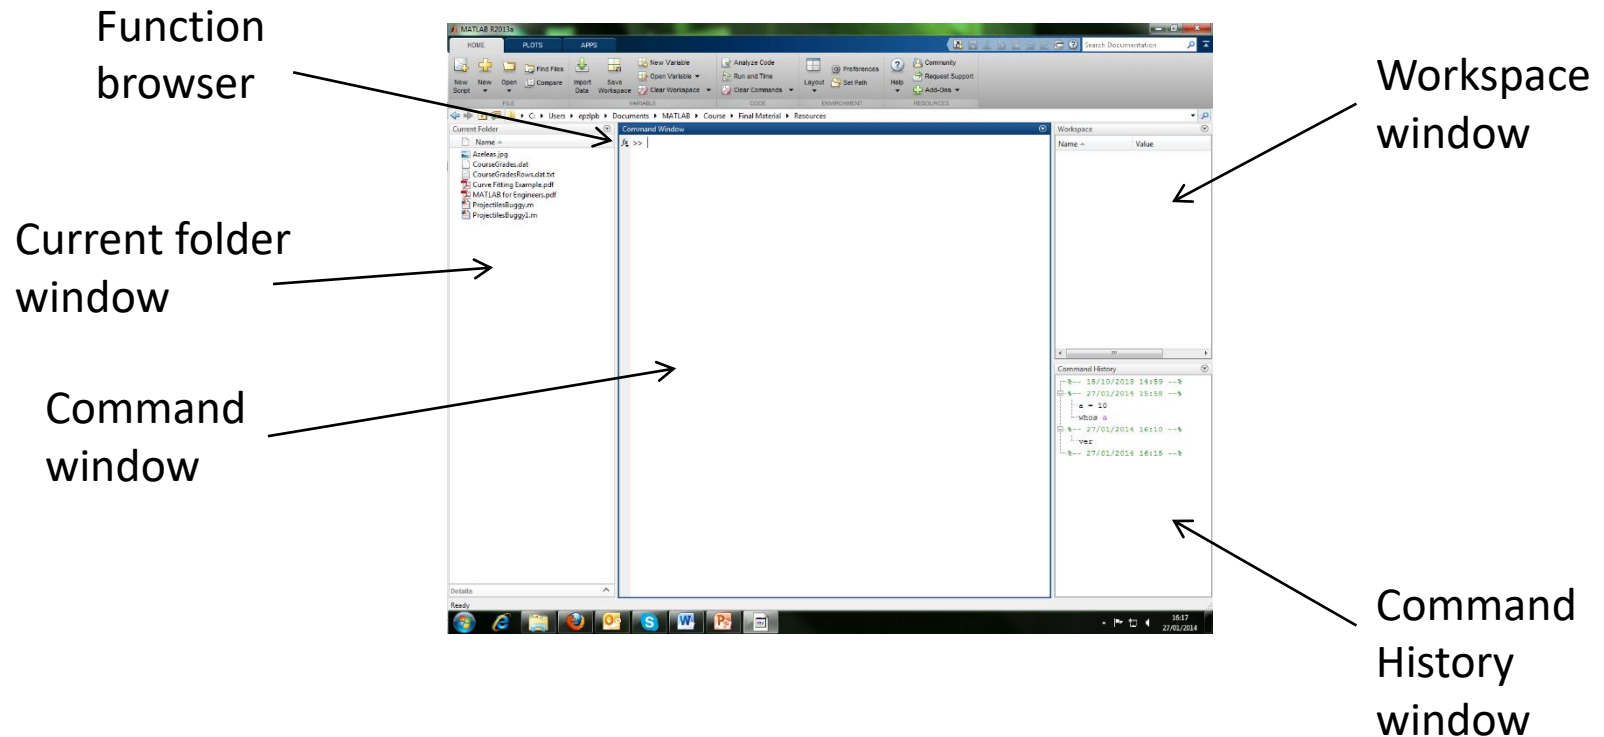 Function
browser
Current folder
window
Command
window
Workspace
window
Command
History
window
MATLAB R2013a
HOME PLOTS APPS
Search Documentation
New Script
New
Open
Find Files
Compare
Import Data
Save Workspace
New Variable
Open Variable
Clear Workspace
Analyze Code
Run and Time
Clear Commands
Layout
Preferences
Set Path
Help
Community
Request Support
Add-Ons
FILE VARIABLE CODE ENVIRONMENT RESOURCES
C: Users epzlpb Documents MATLAB Course Final Material Resources
Current Folder
Name
Azeleas.jpg
CourseGrades.dat
CourseGradesRows.dat.txt
Curve Fitting Example.pdf
MATLAB for Engineers.pdf
ProjectilesBuggy.m
ProjectilesBuggy1.m
Details
Ready
Command Window
fx >>
Workspace
Name Value
Command History
%-- 15/10/2013 14:59 --%
%-- 27/01/2014 15:58 --%
a = 10
whos a
%-- 27/01/2014 16:10 --%
ver
%-- 27/01/2014 16:15 --%
16:17
27/01/2014